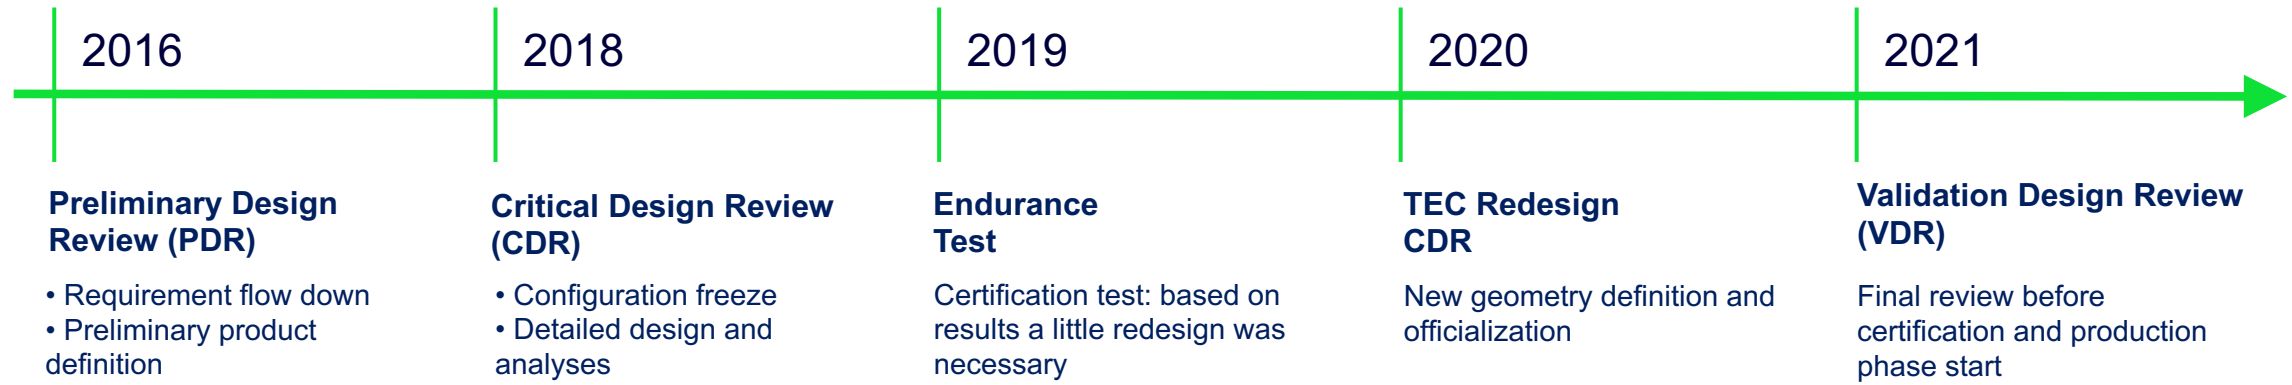 2016
2018
2019
2020
2021
Preliminary Design
Review (PDR)
• Requirement flow down
• Preliminary product
definition
Critical Design Review
(CDR)
• Configuration freeze
• Detailed design and
analyses
Endurance
Test
Certification test: based on
results a little redesign was
necessary
TEC Redesign
CDR
New geometry definition and
officialization
Validation Design Review
(VDR)
Final review before
certification and production
phase start